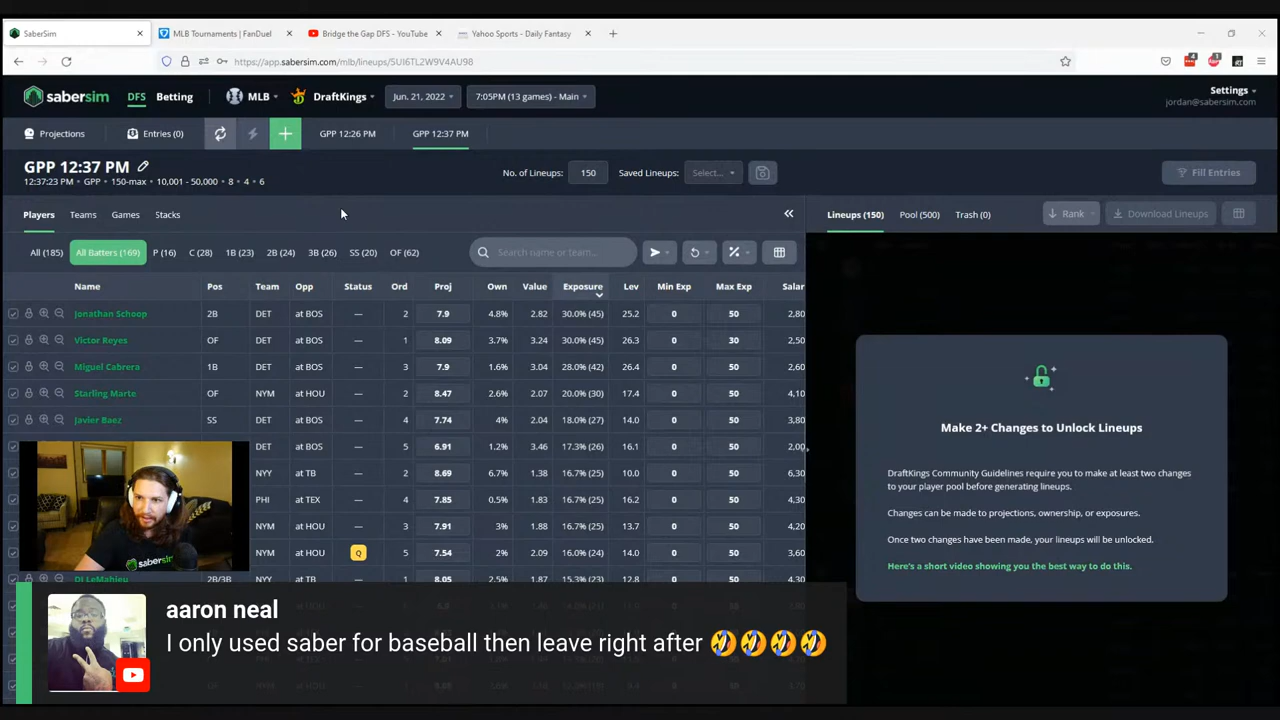 SaberSim
MLB Tournaments | FanDuel
Bridge the Gap DFS - YouTube
Yahoo Sports - Daily Fantasy
https://app.sabersim.com/mlb/lineups/5UI6TL2W9V4AU98
sabersim DFS Betting MLB DraftKings Jun. 21, 2022 7:05PM (13 games) - Main Settings
jordan@sabersim.com
Projections Entries (0) GPP 12:26 PM GPP 12:37 PM
GPP 12:37 PM No. of Lineups: 150 Saved Lineups: Select... Fill Entries
12:37:23 PM • GPP • 150-max • 10,001 - 50,000 • 8 • 4 • 6
Players Teams Games Stacks Lineups (150) Pool (500) Trash (0) Rank Download Lineups
All (185) All Batters (169) P (16) C (28) 1B (23) 2B (24) 3B (26) SS (20) OF (62) Search name or team...
Name Pos Team Opp Status Ord Proj Own Value Exposure Lev Min Exp Max Exp Salar
Jonathan Schoop 2B DET at BOS — 2 7.9 4.8% 2.82 30.0% (45) 25.2 0 50 2,80
Victor Reyes OF DET at BOS — 1 8.09 3.7% 3.24 30.0% (45) 26.3 0 30 2,50
Miguel Cabrera 1B DET at BOS — 3 7.9 1.6% 3.04 28.0% (42) 26.4 0 50 2,60
Starling Marte OF NYM at HOU — 2 8.47 2.6% 2.07 20.0% (30) 17.4 0 50 4,10
Javier Baez SS DET at BOS — 4 7.74 4% 2.04 18.0% (27) 14.0 0 50 3,80
DET at BOS — 5 6.91 1.2% 3.46 17.3% (26) 16.1 0 50 2,00
NYY at TB — 2 8.69 6.7% 1.38 16.7% (25) 10.0 0 50 6,30
PHI at TEX — 4 7.85 0.5% 1.83 16.7% (25) 16.2 0 50 4,30
NYM at HOU — 3 7.91 3% 1.88 16.7% (25) 13.7 0 50 4,20
NYM at HOU Q 5 7.54 2% 2.09 16.0% (24) 14.0 0 50 3,60
DJ LeMahieu 2B/3B NYY at TB — 1 8.05 2.5% 1.87 15.3% (23) 12.8 0 50 4,30
Make 2+ Changes to Unlock Lineups
DraftKings Community Guidelines require you to make at least two changes
to your player pool before generating lineups.
Changes can be made to projections, ownership, or exposures.
Once two changes have been made, your lineups will be unlocked.
Here's a short video showing you the best way to do this.
sabersim
aaron neal
I only used saber for baseball then leave right after 🤣🤣🤣🤣